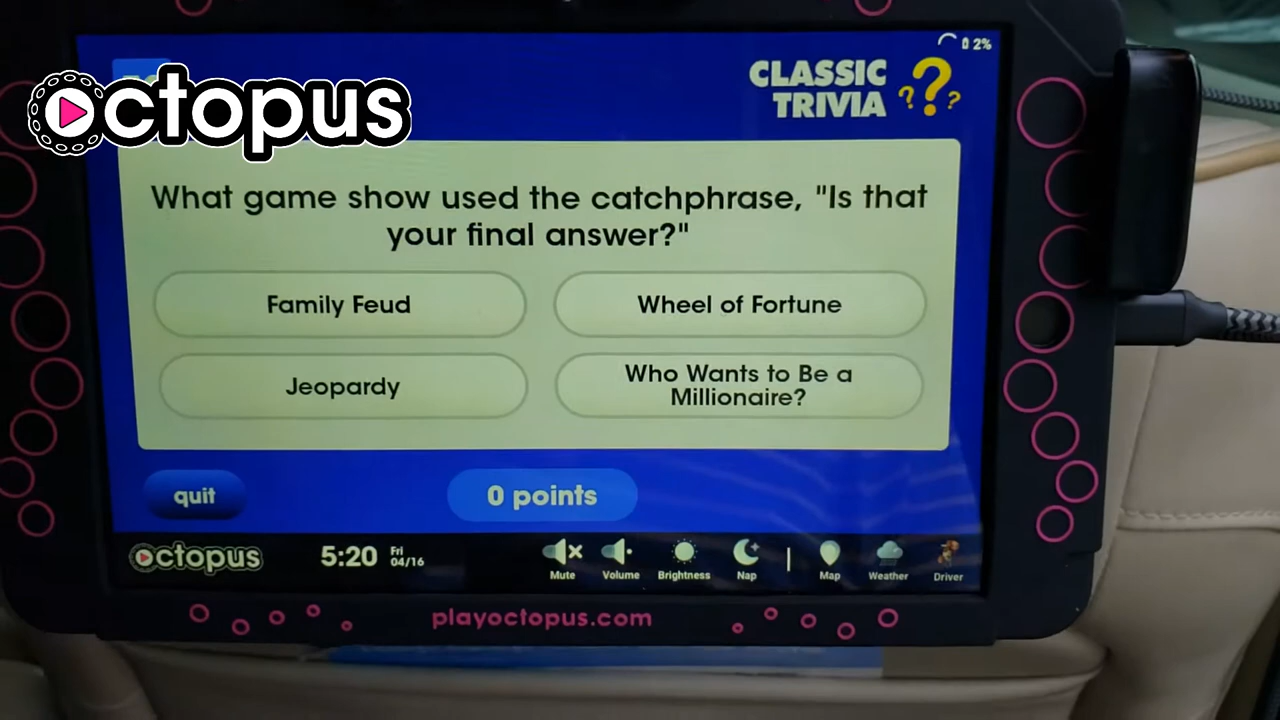 octopus
2%
CLASSIC
TRIVIA
What game show used the catchphrase, "Is that
your final answer?"
Family Feud
Wheel of Fortune
Jeopardy
Who Wants to Be a
Millionaire?
quit
0 points
octopus
5:20
Fri
04/16
Mute
Volume
Brightness
Nap
Map
Weather
Driver
playoctopus.com